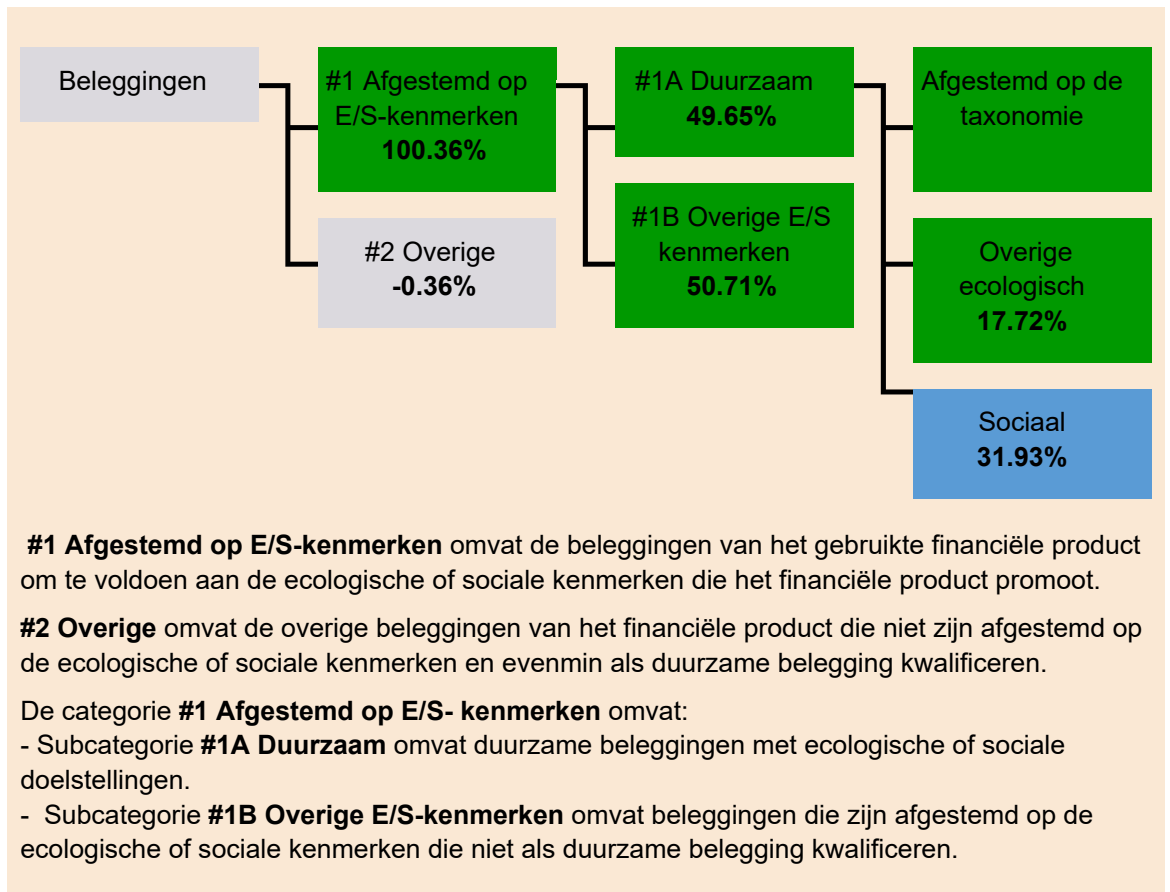 Beleggingen
#1 Afgestemd op
E/S-kenmerken
100.36%
#2 Overige
-0.36%
#1A Duurzaam
49.65%
#1B Overige E/S
kenmerken
50.71%
Afgestemd op de
taxonomie
Overige
ecologisch
17.72%
Sociaal
31.93%
#1 Afgestemd op E/S-kenmerken omvat de beleggingen van het gebruikte financiële product
om te voldoen aan de ecologische of sociale kenmerken die het financiële product promoot.
#2 Overige omvat de overige beleggingen van het financiële product die niet zijn afgestemd op
de ecologische of sociale kenmerken en evenmin als duurzame belegging kwalificeren.
De categorie #1 Afgestemd op E/S- kenmerken omvat:
- Subcategorie #1A Duurzaam omvat duurzame beleggingen met ecologische of sociale
doelstellingen.
- Subcategorie #1B Overige E/S-kenmerken omvat beleggingen die zijn afgestemd op de
ecologische of sociale kenmerken die niet als duurzame belegging kwalificeren.